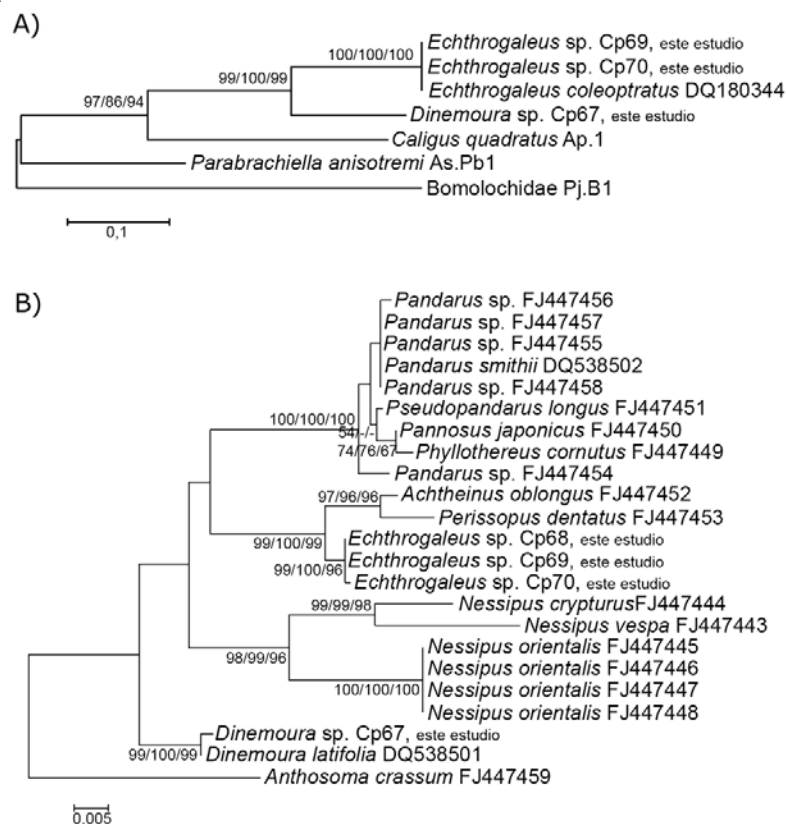 A)
100/100/100
Echthrogaleus sp. Cp69, este estudio
99/100/99
Echthrogaleus sp. Cp70, este estudio
Echthrogaleus coleoptratus DQ180344
97/86/94
Dinemoura sp. Cp67, este estudio
Caligus quadratus Ap.1
Parabrachiella anisotremi As.Pb1
Bomolochidae Pj.B1
0,1
B)
Pandarus sp. FJ447456
Pandarus sp. FJ447457
Pandarus sp. FJ447455
Pandarus smithii DQ538502
Pandarus sp. FJ447458
Pseudopandarus longus FJ447451
100/100/100
54/-/-
Pannosus japonicus FJ447450
74/76/67
Phyllothereus cornutus FJ447449
Pandarus sp. FJ447454
97/96/96
Achtheinus oblongus FJ447452
Perissopus dentatus FJ447453
99/100/99
Echthrogaleus sp. Cp68, este estudio
Echthrogaleus sp. Cp69, este estudio
99/100/96
Echthrogaleus sp. Cp70, este estudio
99/99/98
Nessipus crypturusFJ447444
Nessipus vespa FJ447443
98/99/96
Nessipus orientalis FJ447445
Nessipus orientalis FJ447446
100/100/100
Nessipus orientalis FJ447447
Nessipus orientalis FJ447448
Dinemoura sp. Cp67, este estudio
99/100/99
Dinemoura latifolia DQ538501
Anthosoma crassum FJ447459
0.005